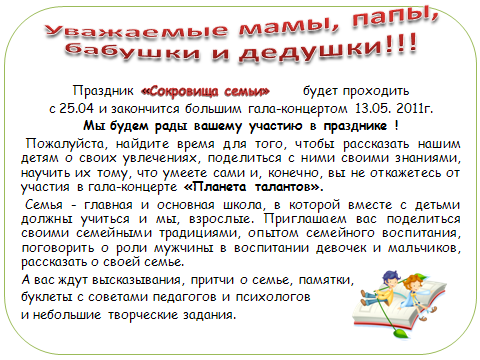 Уважаемые мамы, папы,
бабушки и дедушки!!!
Праздник «Сокровища семьи» будет проходить
с 25.04 и закончится большим гала-концертом 13.05. 2011г.
Мы будем рады вашему участию в празднике !
Пожалуйста, найдите время для того, чтобы рассказать нашим
детям о своих увлечениях, поделиться с ними своими знаниями,
научить их тому, что умеете сами и, конечно, вы не откажетесь от
участия в гала-концерте «Планета талантов».
Семья - главная и основная школа, в которой вместе с детьми
должны учиться и мы, взрослые. Приглашаем вас поделиться
своими семейными традициями, опытом семейного воспитания,
поговорить о роли мужчины в воспитании девочек и мальчиков,
рассказать о своей семье.
А вас ждут высказывания, притчи о семье, памятки,
буклеты с советами педагогов и психологов
и небольшие творческие задания.